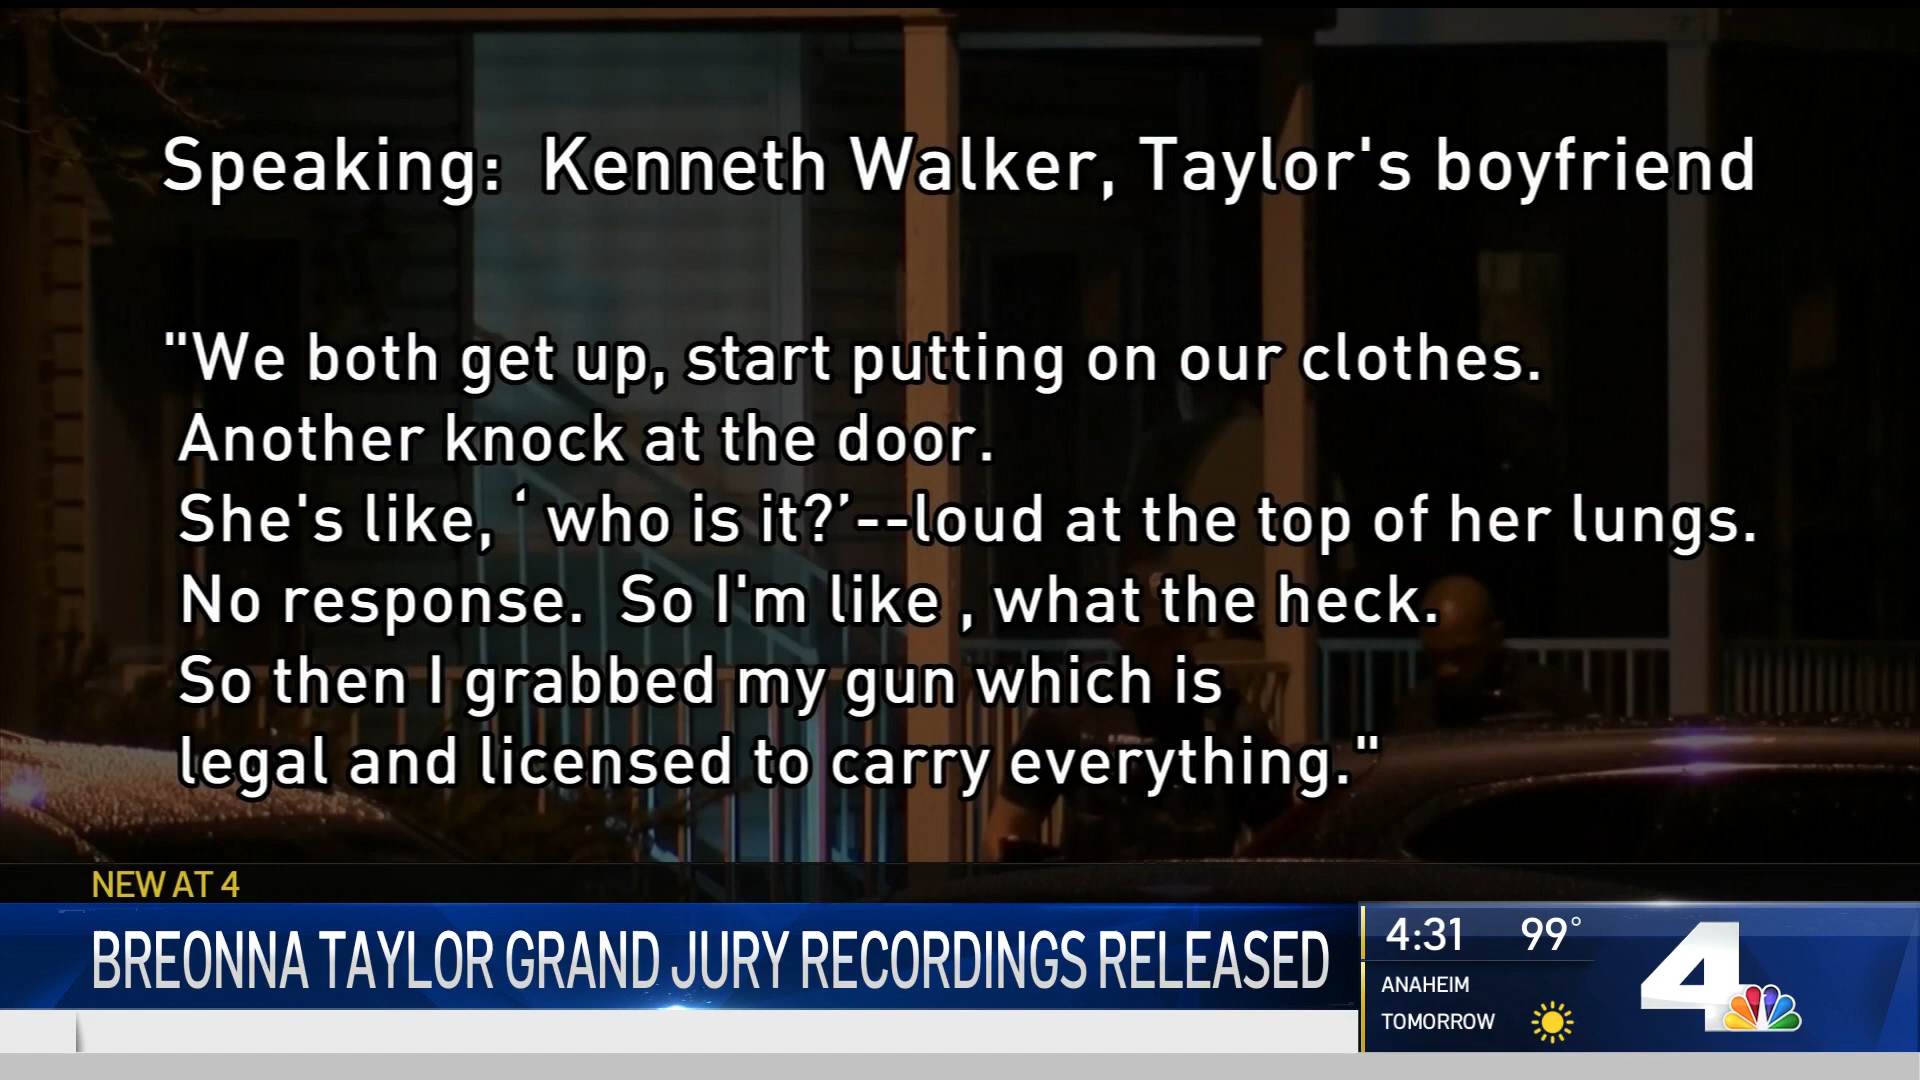 Speaking:  Kenneth Walker, Taylor's boyfriend
"We both get up, start putting on our clothes.
Another knock at the door.
She's like, ‘ who is it?’--loud at the top of her lungs.
No response.  So I'm like , what the heck.
So then I grabbed my gun which is
legal and licensed to carry everything."
NEW AT 4
BREONNA TAYLOR GRAND JURY RECORDINGS RELEASED
4:31 99°
ANAHEIM
TOMORROW
4